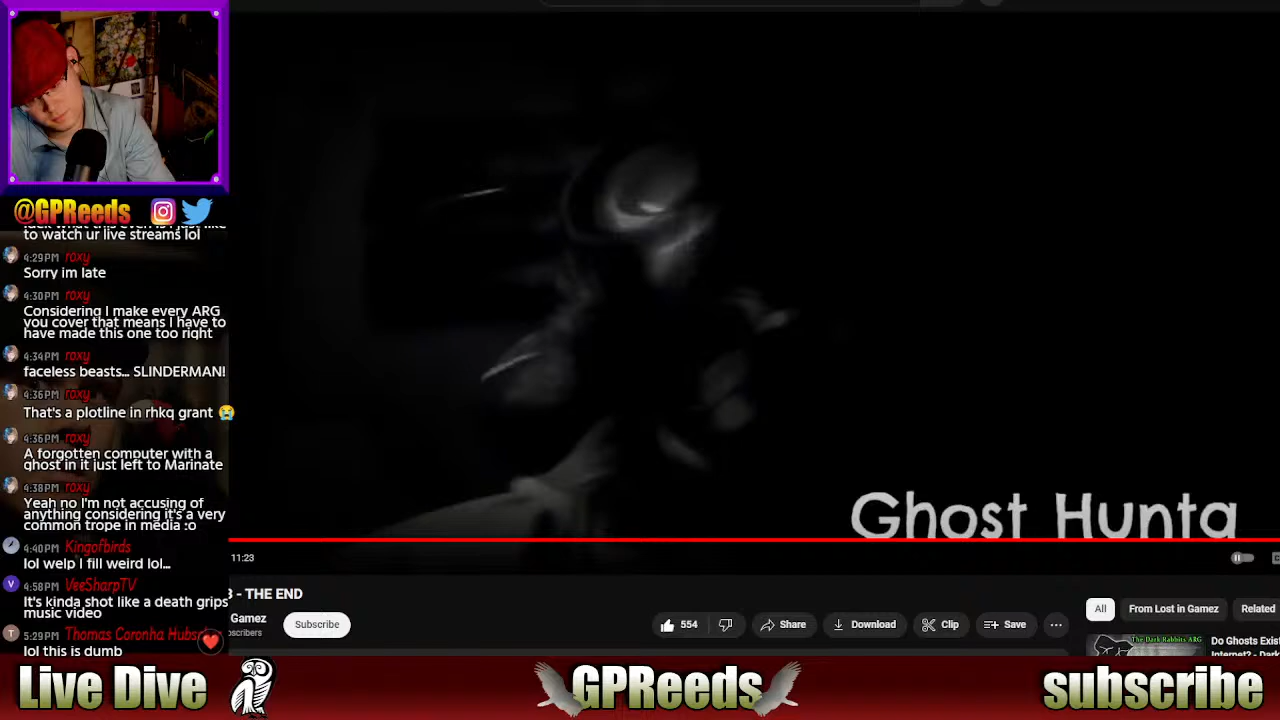 @GPReeds
to watch ur live streams lol
4:29PM roxy
Sorry im late
4:30PM roxy
Considering I make every ARG
you cover that means I have to
have made this one too right
4:34PM roxy
faceless beasts... SLINDERMAN!
4:36PM roxy
That's a plotline in rhkq grant 😭
4:36PM roxy
A forgotten computer with a
ghost in it just left to Marinate
4:38PM roxy
Yeah no I'm not accusing of
anything considering it's a very
common trope in media :o
4:40PM Kingofbirds
lol welp I fill weird lol...
4:58PM VeeSharpTV
It's kinda shot like a death grips
music video
5:29PM Thomas Coronha
lol this is dumb
Ghost Hunta
11:23
- THE END
Gamez
Subscribe
554
Share
Download
Clip
Save
All
From Lost in Gamez
Related
The Dark Rabbits ARG
Do Ghosts Exist
Internet? - Dark
Live Dive
GPReeds
subscribe